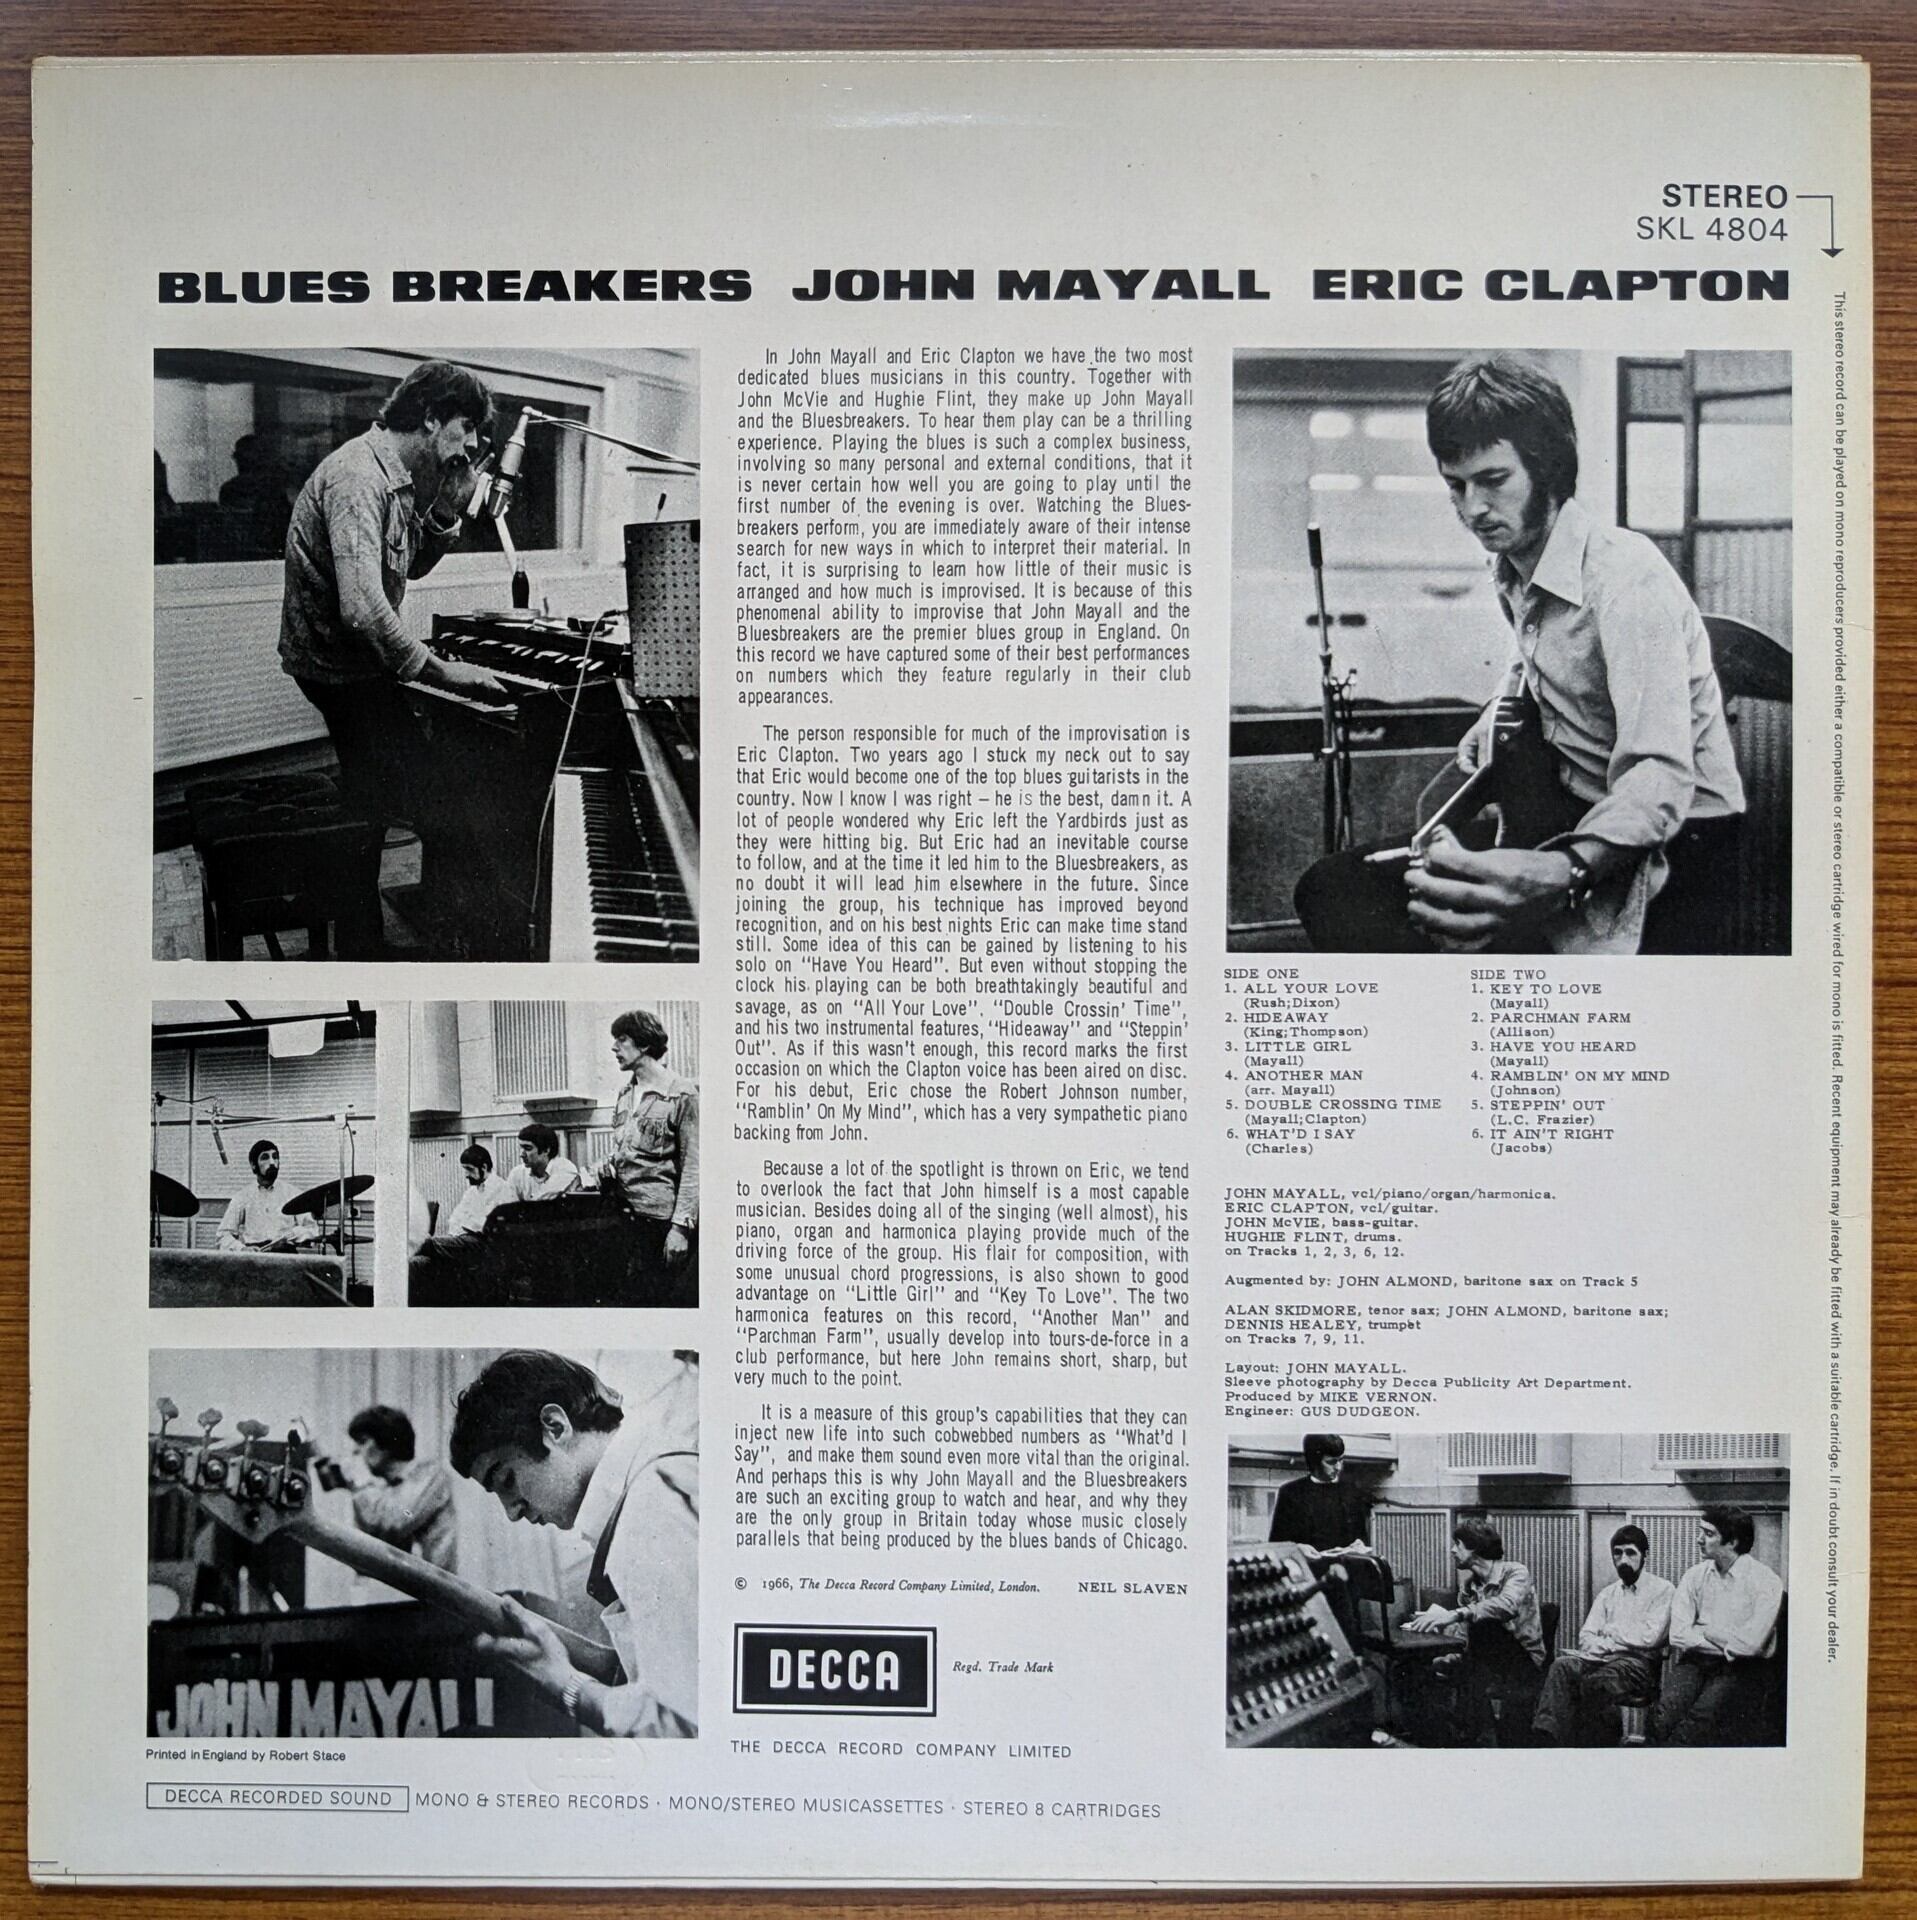 STEREO
SKL 4804
BLUES BREAKERS JOHN MAYALL ERIC CLAPTON
In John Mayall and Eric Clapton we have the two most
dedicated blues musicians in this country. Together with
John McVie and Hughie Flint, they make up John Mayall
and the Bluesbreakers. To hear them play can be a thrilling
experience. Playing the blues is such a complex business,
involving so many personal and external conditions, that it
is never certain how well you are going to play until the
first number of the evening is over. Watching the Blues-
breakers perform, you are immediately aware of their intense
search for new ways in which to interpret their material. In
fact, it is surprising to learn how little of their music is
arranged and how much is improvised. It is because of this
phenomenal ability to improvise that John Mayall and the
Bluesbreakers are the premier blues group in England. On
this record we have captured some of their best performances
on numbers which they feature regularly in their club
appearances.
The person responsible for much of the improvisation is
Eric Clapton. Two years ago I stuck my neck out to say
that Eric would become one of the top blues guitarists in the
country. Now I know I was right – he is the best, damn it. A
lot of people wondered why Eric left the Yardbirds just as
they were hitting big. But Eric had an inevitable course
to follow, and at the time it led him to the Bluesbreakers, as
no doubt it will lead him elsewhere in the future. Since
joining the group, his technique has improved beyond
recognition, and on his best nights Eric can make time stand
still. Some idea of this can be gained by listening to his
solo on "Have You Heard". But even without stopping the
clock his playing can be both breathtakingly beautiful and
savage, as on "All Your Love", "Double Crossin' Time",
and his two instrumental features, "Hideaway" and "Steppin'
Out". As if this wasn't enough, this record marks the first
occasion on which the Clapton voice has been aired on disc.
For his debut, Eric chose the Robert Johnson number,
"Ramblin' On My Mind", which has a very sympathetic piano
backing from John.
Because a lot of the spotlight is thrown on Eric, we tend
to overlook the fact that John himself is a most capable
musician. Besides doing all of the singing (well almost), his
piano, organ and harmonica playing provide much of the
driving force of the group. His flair for composition, with
some unusual chord progressions, is also shown to good
advantage on "Little Girl" and "Key To Love". The two
harmonica features on this record, "Another Man" and
"Parchman Farm", usually develop into tours-de-force in a
club performance, but here John remains short, sharp, but
very much to the point.
It is a measure of this group's capabilities that they can
inject new life into such cobwebbed numbers as "What'd I
Say", and make them sound even more vital than the original.
And perhaps this is why John Mayall and the Bluesbreakers
are such an exciting group to watch and hear, and why they
are the only group in Britain today whose music closely
parallels that being produced by the blues bands of Chicago.
© 1966, The Decca Record Company Limited, London. NEIL SLAVEN
DECCA
Regd. Trade Mark
THE DECCA RECORD COMPANY LIMITED
SIDE ONE
1. ALL YOUR LOVE
(Rush;Dixon)
2. HIDEAWAY
(King;Thompson)
3. LITTLE GIRL
(Mayall)
4. ANOTHER MAN
(arr. Mayall)
5. DOUBLE CROSSING TIME
(Mayall;Clapton)
6. WHAT'D I SAY
(Charles)
SIDE TWO
1. KEY TO LOVE
(Mayall)
2. PARCHMAN FARM
(Allison)
3. HAVE YOU HEARD
(Mayall)
4. RAMBLIN' ON MY MIND
(Johnson)
5. STEPPIN' OUT
(L.C. Frazier)
6. IT AIN'T RIGHT
(Jacobs)
JOHN MAYALL, vcl/piano/organ/harmonica.
ERIC CLAPTON, vcl/guitar.
JOHN McVIE, bass-guitar.
HUGHIE FLINT, drums.
on Tracks 1, 2, 3, 6, 12.
Augmented by: JOHN ALMOND, baritone sax on Track 5
ALAN SKIDMORE, tenor sax; JOHN ALMOND, baritone sax;
DENNIS HEALEY, trumpet
on Tracks 7, 9, 11.
Layout: JOHN MAYALL.
Sleeve photography by Decca Publicity Art Department.
Produced by MIKE VERNON.
Engineer: GUS DUDGEON.
This stereo record can be played on mono reproducers provided either a compatible or stereo cartridge wired for mono is fitted. Recent equipment may already be fitted with a suitable cartridge. If in doubt consult your dealer.
JOHN MAYALL
Printed in England by Robert Stace
DECCA RECORDED SOUND MONO & STEREO RECORDS · MONO/STEREO MUSICASSETTES · STEREO 8 CARTRIDGES